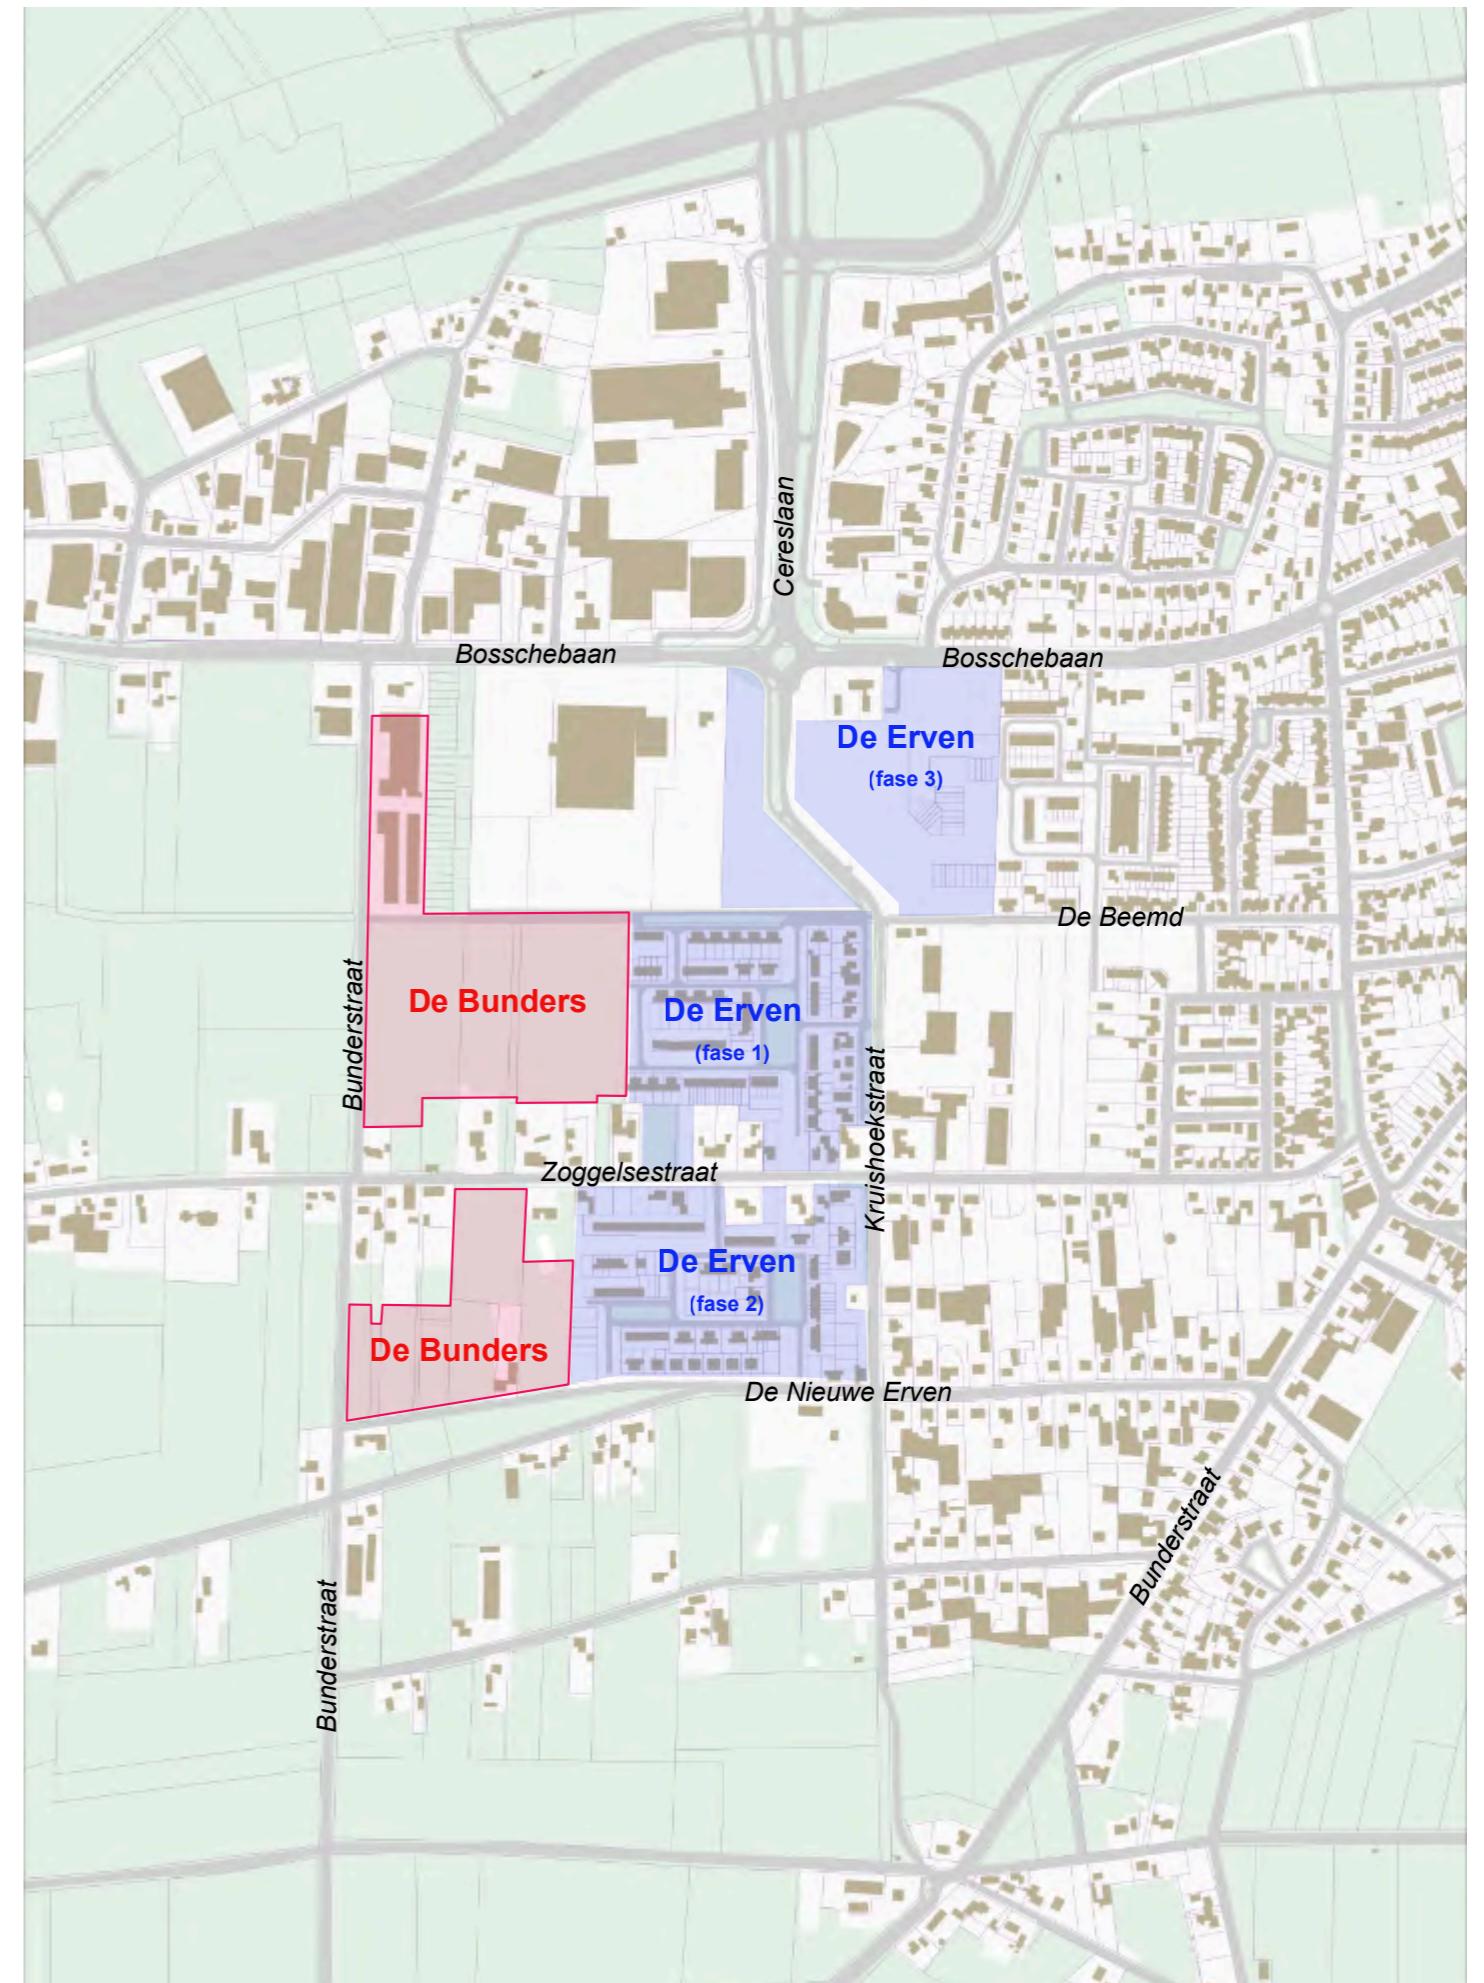 Cereslaan
Bosschebaan
Bosschebaan
De Erven
(fase 3)
De Beemd
Bunderstraat
De Bunders
De Erven
(fase 1)
Kruishoekstraat
Zoggelsestraat
De Erven
(fase 2)
De Bunders
De Nieuwe Erven
Bunderstraat
Bunderstraat